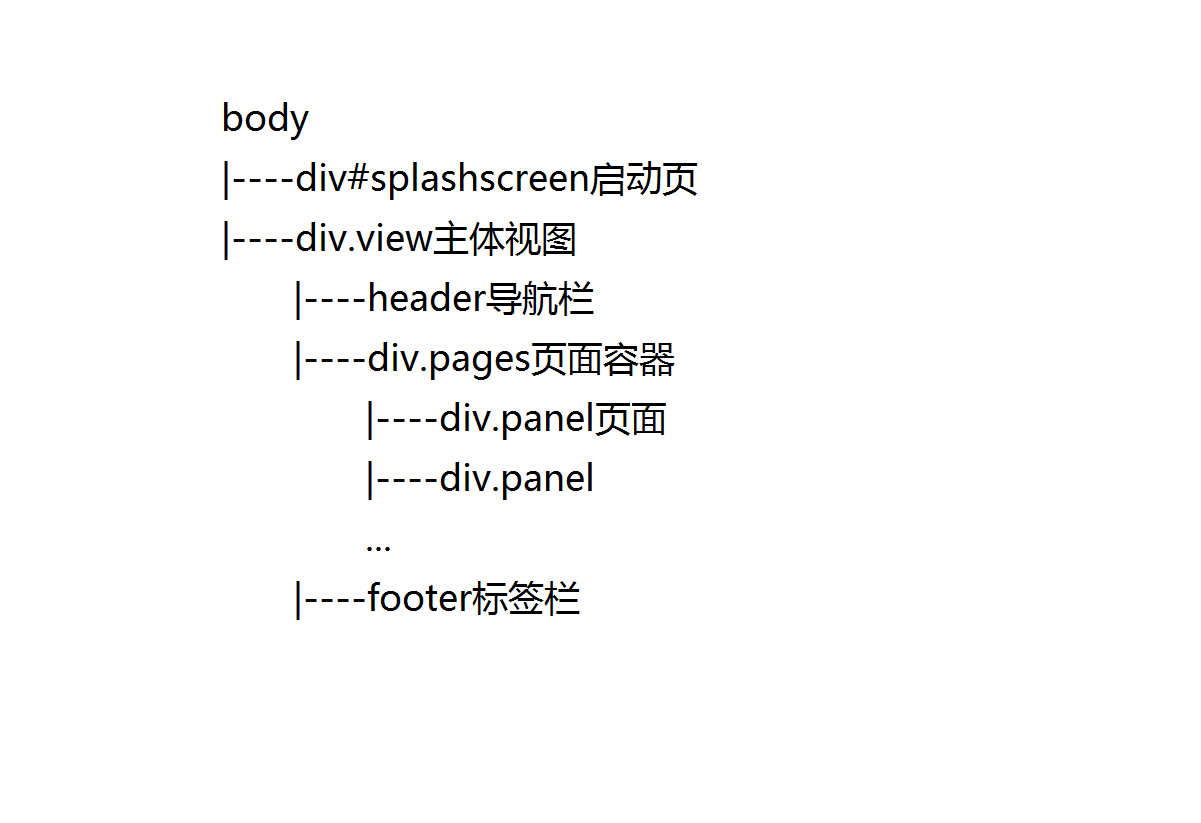 body
|----div#splashscreen启动页
|----div.view主体视图
|----header导航栏
|----div.pages页面容器
|----div.panel页面
|----div.panel
...
|----footer标签栏